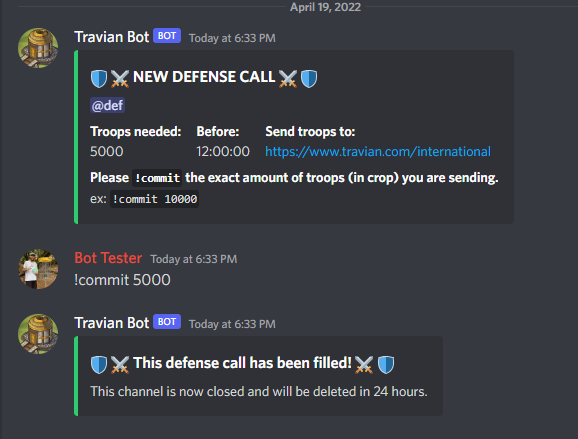 April 19, 2022
Travian Bot BOT Today at 6:33 PM
NEW DEFENSE CALL
@def
Troops needed: Before: Send troops to:
5000 12:00:00 https://www.travian.com/international
Please !commit the exact amount of troops (in crop) you are sending.
ex: !commit 10000
Bot Tester Today at 6:33 PM
!commit 5000
Travian Bot BOT Today at 6:33 PM
This defense call has been filled!
This channel is now closed and will be deleted in 24 hours.